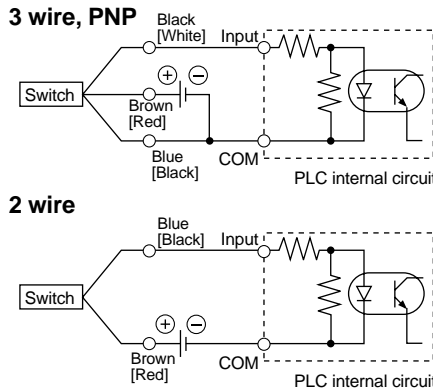 3 wire, PNP
Black
[White]
Input
Switch
+ −
Brown
[Red]
Blue
[Black]
COM
PLC internal circuit
2 wire
Blue
[Black]
Input
Switch
+ −
Brown
[Red]
COM
PLC internal circuit